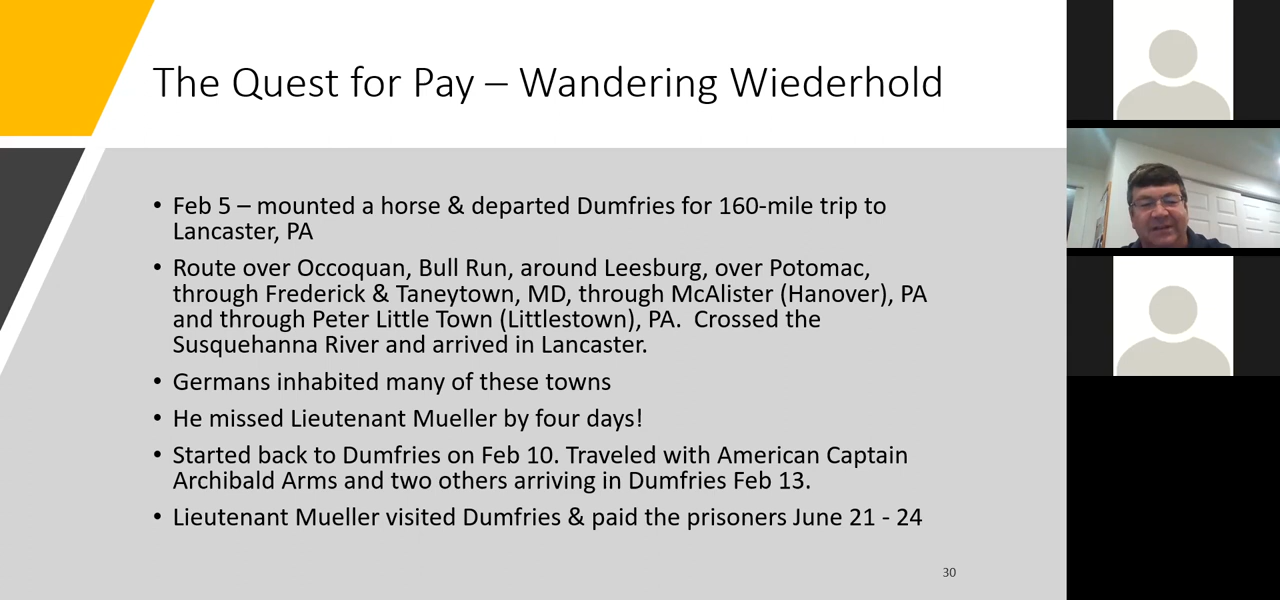 The Quest for Pay – Wandering Wiederhold
• Feb 5 – mounted a horse & departed Dumfries for 160-mile trip to
Lancaster, PA
• Route over Occoquan, Bull Run, around Leesburg, over Potomac,
through Frederick & Taneytown, MD, through McAlister (Hanover), PA
and through Peter Little Town (Littlestown), PA.  Crossed the
Susquehanna River and arrived in Lancaster.
• Germans inhabited many of these towns
• He missed Lieutenant Mueller by four days!
• Started back to Dumfries on Feb 10. Traveled with American Captain
Archibald Arms and two others arriving in Dumfries Feb 13.
• Lieutenant Mueller visited Dumfries & paid the prisoners June 21 - 24
30